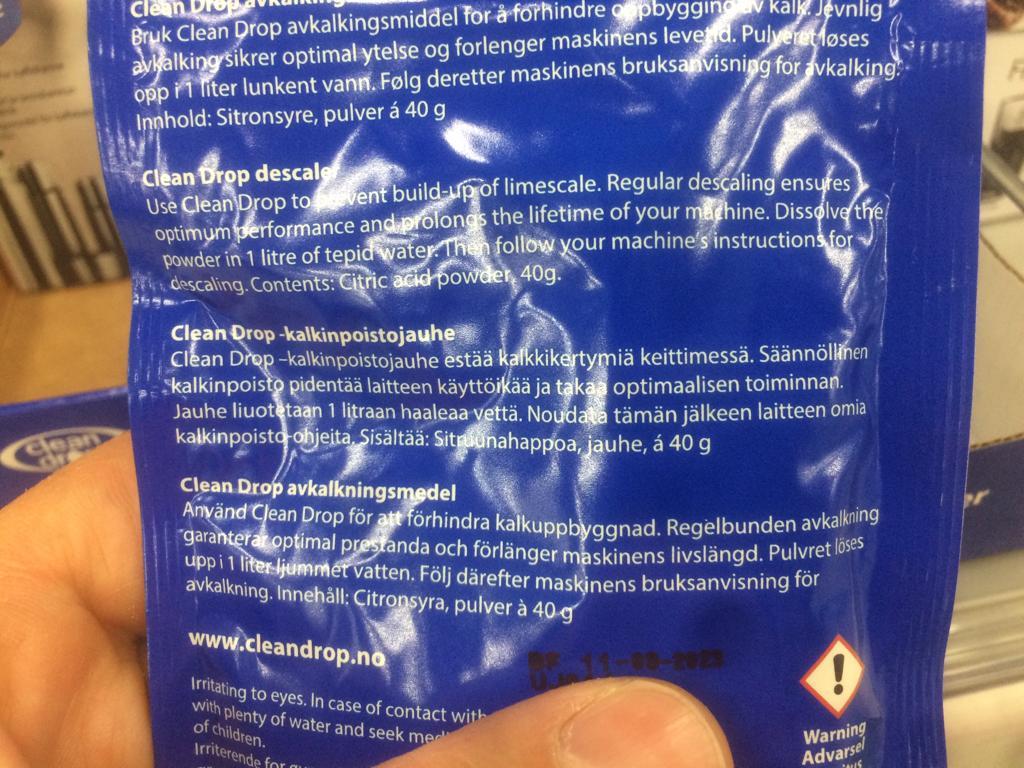 Clean Drop
Bruk Clean Drop avkalkingsmiddel for å forhindre oppbygging av kalk. Jevnlig
avkalking sikrer optimal ytelse og forlenger maskinens levetid. Pulveret løses
opp i 1 liter lunkent vann. Følg deretter maskinens bruksanvisning for avkalking.
Innhold: Sitronsyre, pulver á 40 g
Clean Drop descaler
Use Clean Drop to prevent build-up of limescale. Regular descaling ensures
optimum performance and prolongs the lifetime of your machine. Dissolve the
powder in 1 litre of tepid water. Then follow your machine's instructions for
descaling. Contents: Citric acid powder, 40g.
Clean Drop -kalkinpoistojauhe
Clean Drop –kalkinpoistojauhe estää kalkkikertymiä keittimessä. Säännöllinen
kalkinpoisto pidentää laitteen käyttöikää ja takaa optimaalisen toiminnan.
Jauhe liuotetaan 1 litraan haaleaa vettä. Noudata tämän jälkeen laitteen omia
kalkinpoisto-ohjeita. Sisältää: Sitruunahappoa, jauhe, á 40 g
Clean Drop avkalkningsmedel
Använd Clean Drop för att förhindra kalkuppbyggnad. Regelbunden avkalkning
garanterar optimal prestanda och förlänger maskinens livslängd. Pulvret löses
upp i 1 liter ljummet vatten. Följ därefter maskinens bruksanvisning för
avkalkning. Innehåll: Citronsyra, pulver à 40 g
www.cleandrop.no
Irritating to eyes. In case of contact with
with plenty of water and seek
of children.
Irriterende for
Warning
Advarsel
clean